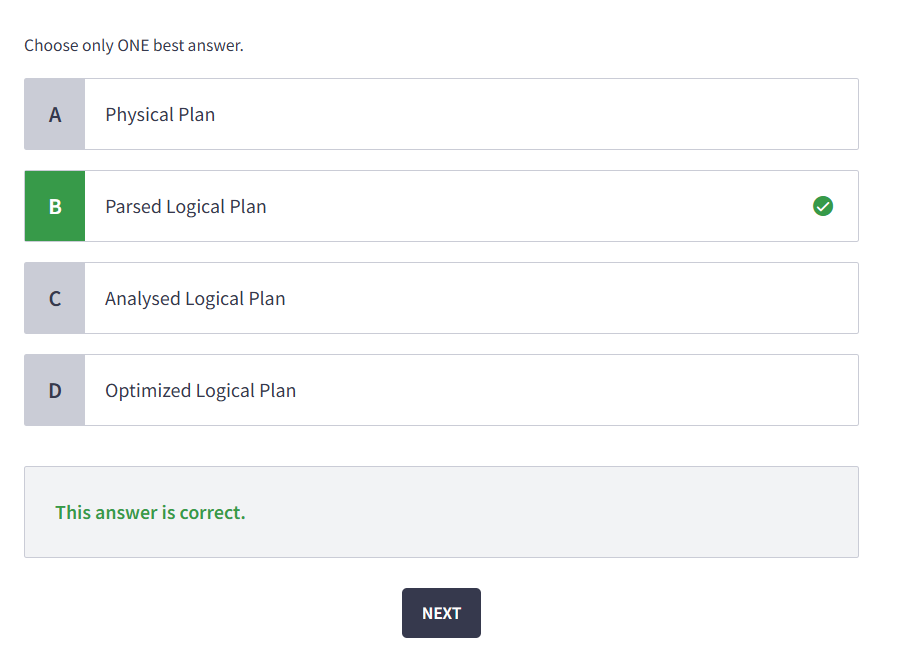 Choose only ONE best answer.
A
Physical Plan
B
Parsed Logical Plan
C
Analysed Logical Plan
D
Optimized Logical Plan
This answer is correct.
NEXT